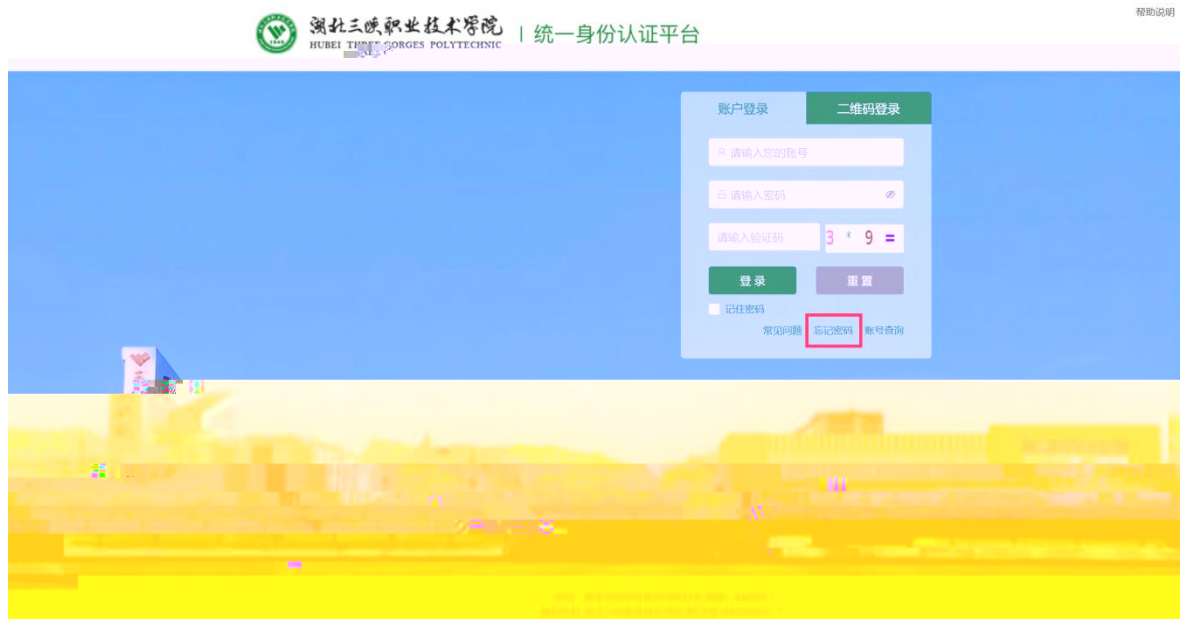 帮助说明
湖北三峡职业技术学院 | 统一身份认证平台
HUBEI THREE GORGES POLYTECHNIC
账户登录 二维码登录
请输入您的账号
请输入密码
请输入验证码 3 * 9 =
登录 重置
记住密码
常见问题 忘记密码 账号查询